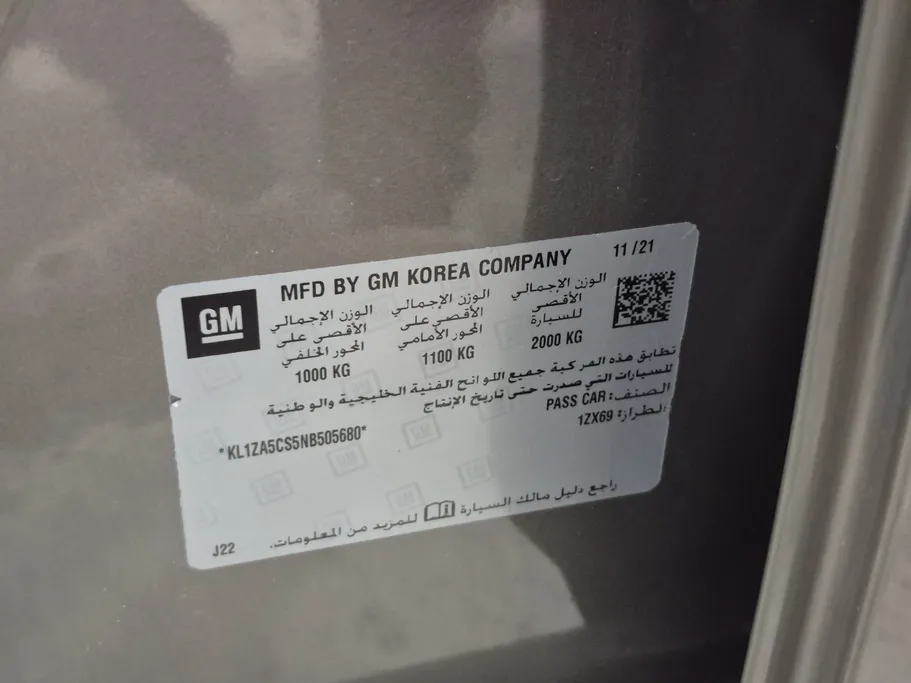 GM
MFD BY GM KOREA COMPANY 11/21
الوزن الإجمالي الأقصى للسيارة
2000 KG
الوزن الإجمالي الأقصى على المحور الأمامي
1100 KG
الوزن الإجمالي الأقصى على المحور الخلفي
1000 KG
تطابق هذه المركبة جميع اللوائح الفنية الخليجية والوطنية
للسيارات التي صدرت حتى تاريخ الإنتاج
الصنف: PASS CAR
الطراز: 1ZX69
*KL1ZA5CS5NB505680*
راجع دليل مالك السيارة للمزيد من المعلومات.
J22